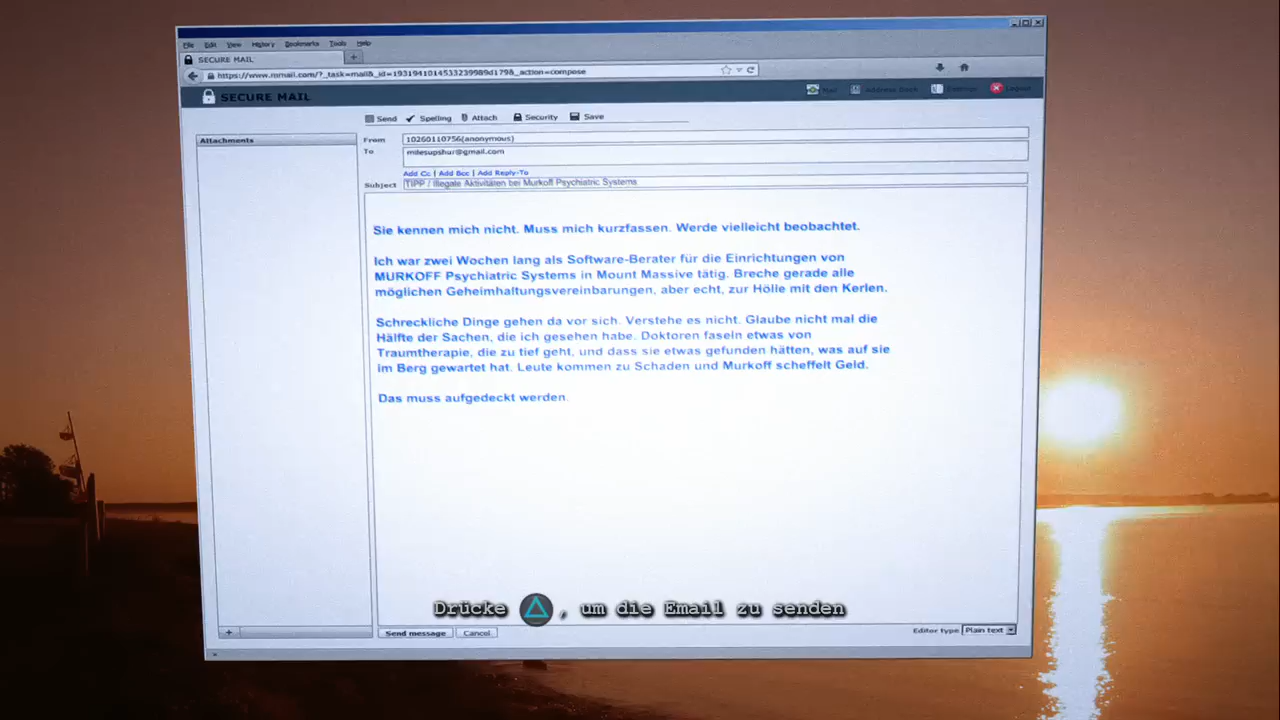 File Edit View History Bookmarks Tools Help
SECURE MAIL
https://www.mmail.com/?_task=mail&_id=1931941014533239989d179&_action=compose
SECURE MAIL
Address Book Settings Logout
Send Spelling Attach Security Save
Attachments
From 10260110756(anonymous)
To milesupshur@gmail.com
Add Cc | Add Bcc | Add Reply-To
Subject TIPP / Illegale Aktivitäten bei Murkoff Psychiatric Systems
Sie kennen mich nicht. Muss mich kurzfassen. Werde vielleicht beobachtet.
Ich war zwei Wochen lang als Software-Berater für die Einrichtungen von
MURKOFF Psychiatric Systems in Mount Massive tätig. Breche gerade alle
möglichen Geheimhaltungsvereinbarungen, aber echt, zur Hölle mit den Kerlen.
Schreckliche Dinge gehen da vor sich. Verstehe es nicht. Glaube nicht mal die
Hälfte der Sachen, die ich gesehen habe. Doktoren faseln etwas von
Traumtherapie, die zu tief geht, und dass sie etwas gefunden hätten, was auf sie
im Berg gewartet hat. Leute kommen zu Schaden und Murkoff scheffelt Geld.
Das muss aufgedeckt werden.
Drücke , um die Email zu senden
Send message Cancel
Editor type Plain text